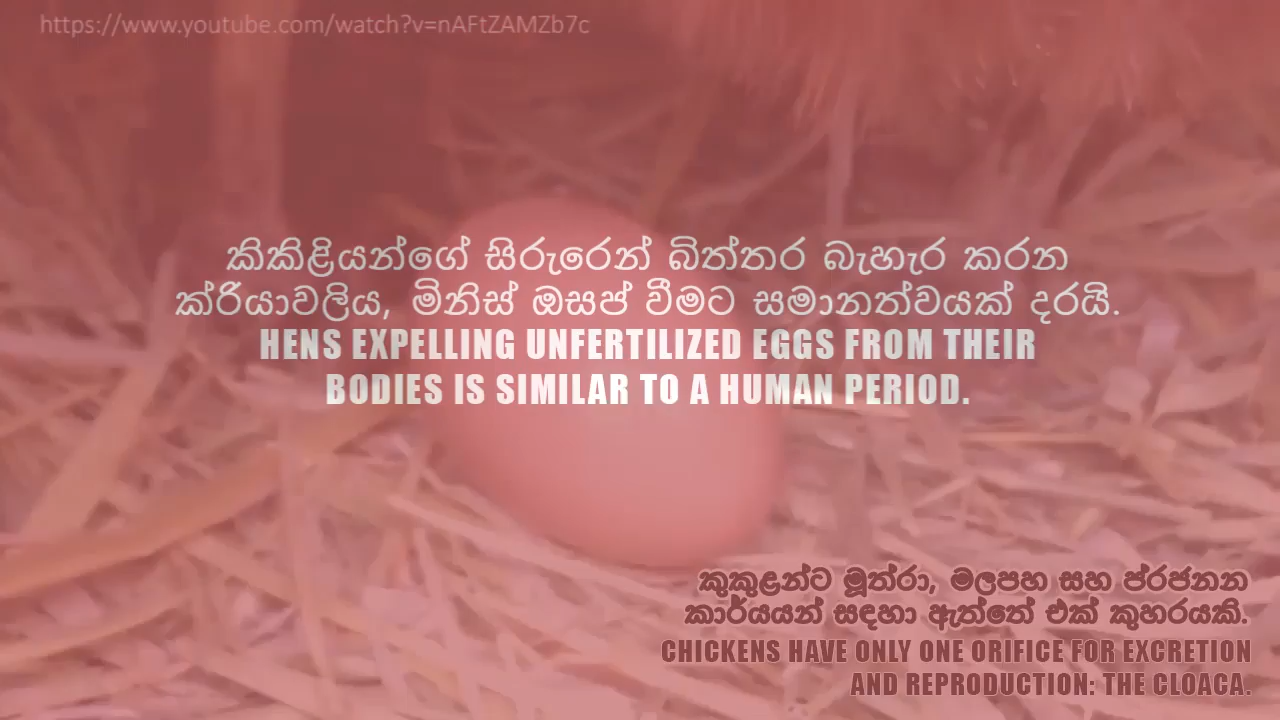 https://www.youtube.com/watch?v=nAFtZAMZb7c
කිකිළියන්ගේ සිරුරෙන් බිත්තර බැහැර කරන
ක්රියාවලිය, මිනිස් ඔසප් වීමට සමානත්වයක් දරයි.
HENS EXPELLING UNFERTILIZED EGGS FROM THEIR
BODIES IS SIMILAR TO A HUMAN PERIOD.
කුකුළන්ට මූත්රා, මලපහ සහ ප්රජනන
කාර්යයන් සඳහා ඇත්තේ එක් කුහරයකි.
CHICKENS HAVE ONLY ONE ORIFICE FOR EXCRETION
AND REPRODUCTION: THE CLOACA.